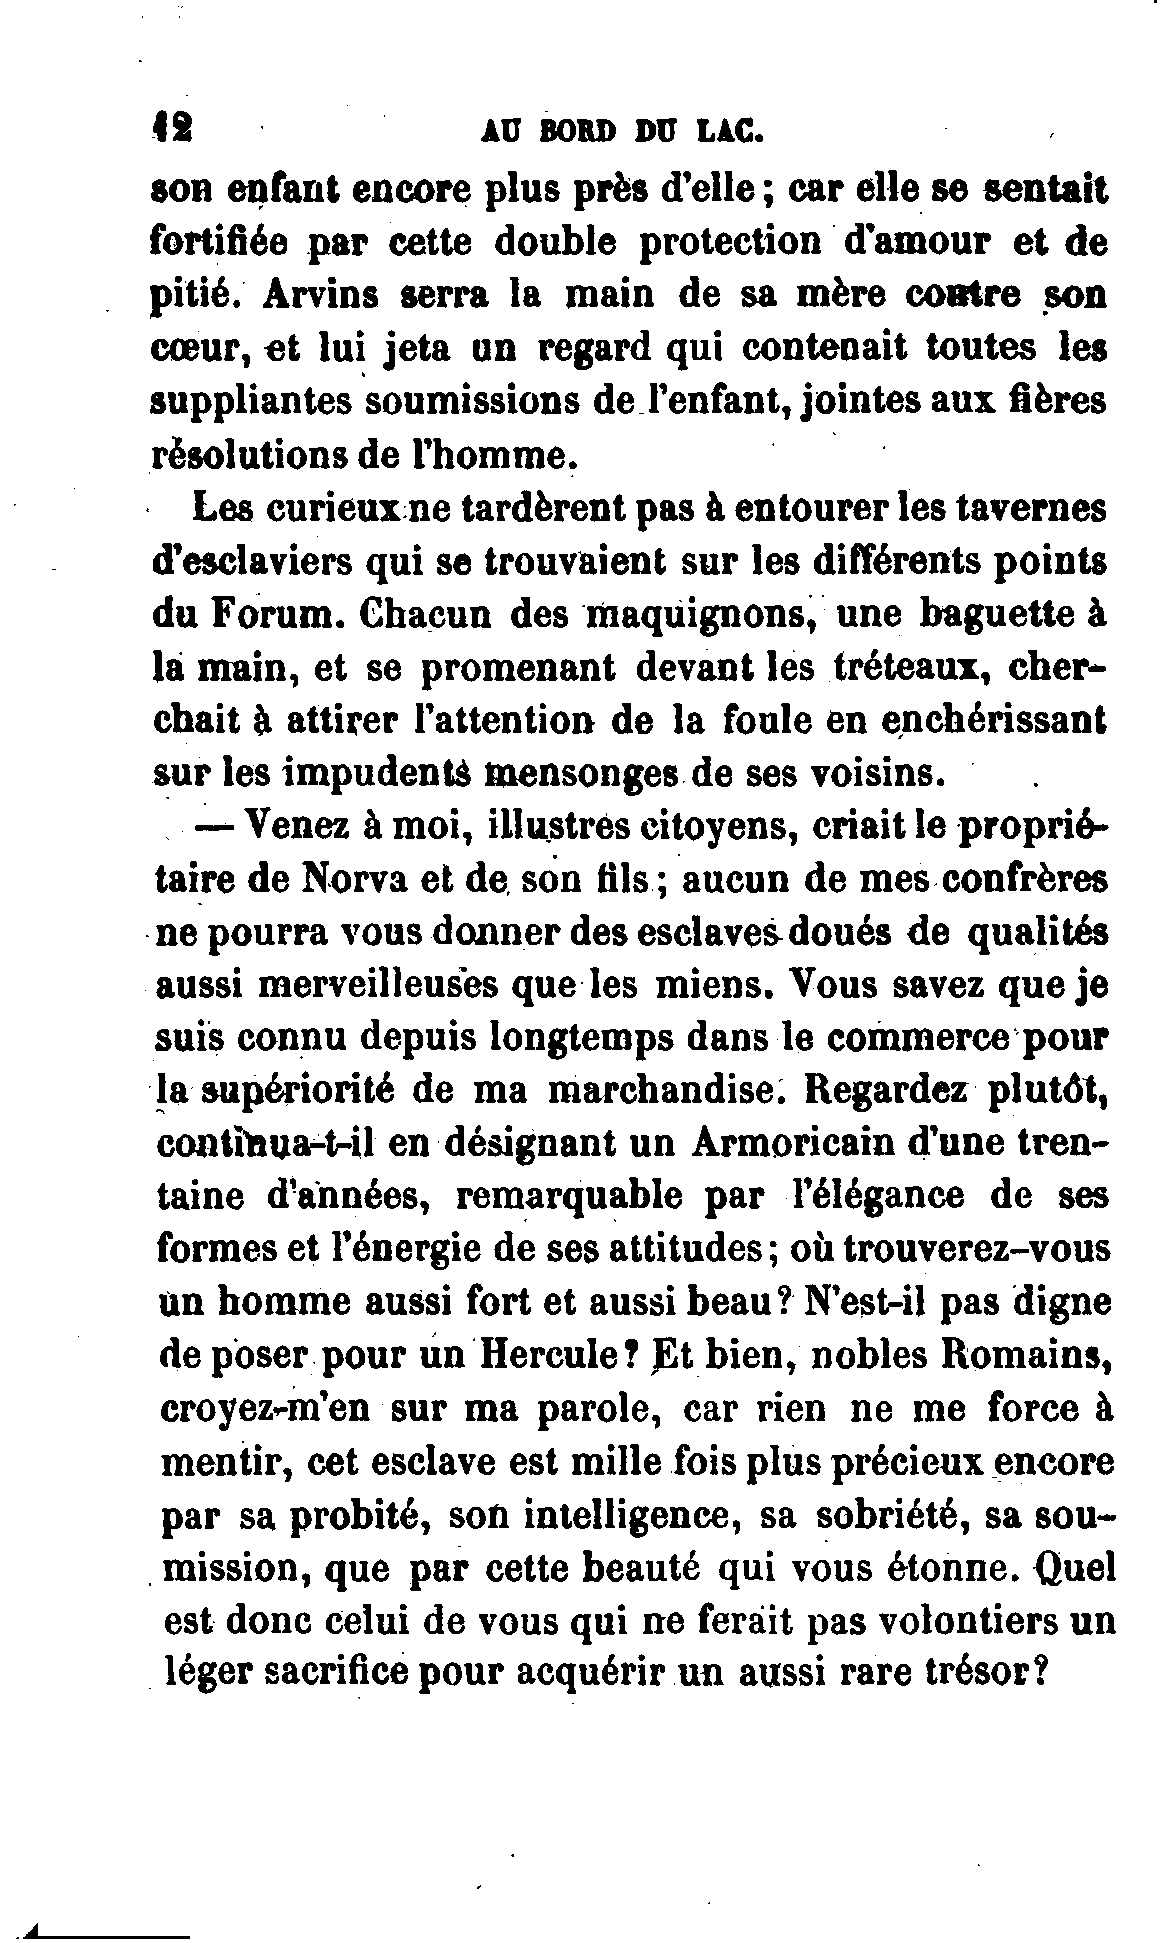 12 AU BORD DU LAC.
son enfant encore plus près d'elle ; car elle se sentait
fortifiée par cette double protection d'amour et de
pitié. Arvins serra la main de sa mère contre son
cœur, et lui jeta un regard qui contenait toutes les
suppliantes soumissions de l'enfant, jointes aux fières
résolutions de l'homme.
Les curieux ne tardèrent pas à entourer les tavernes
d'esclaviers qui se trouvaient sur les différents points
du Forum. Chacun des maquignons, une baguette à
la main, et se promenant devant les tréteaux, cher-
chait à attirer l'attention de la foule en enchérissant
sur les impudents mensonges de ses voisins.
— Venez à moi, illustres citoyens, criait le proprié-
taire de Norva et de son fils ; aucun de mes confrères
ne pourra vous donner des esclaves doués de qualités
aussi merveilleuses que les miens. Vous savez que je
suis connu depuis longtemps dans le commerce pour
la supériorité de ma marchandise. Regardez plutôt,
continua-t-il en désignant un Armoricain d'une tren-
taine d'années, remarquable par l'élégance de ses
formes et l'énergie de ses attitudes ; où trouverez-vous
un homme aussi fort et aussi beau? N'est-il pas digne
de poser pour un Hercule? Et bien, nobles Romains,
croyez-m'en sur ma parole, car rien ne me force à
mentir, cet esclave est mille fois plus précieux encore
par sa probité, son intelligence, sa sobriété, sa sou-
mission, que par cette beauté qui vous étonne. Quel
est donc celui de vous qui ne ferait pas volontiers un
léger sacrifice pour acquérir un aussi rare trésor?